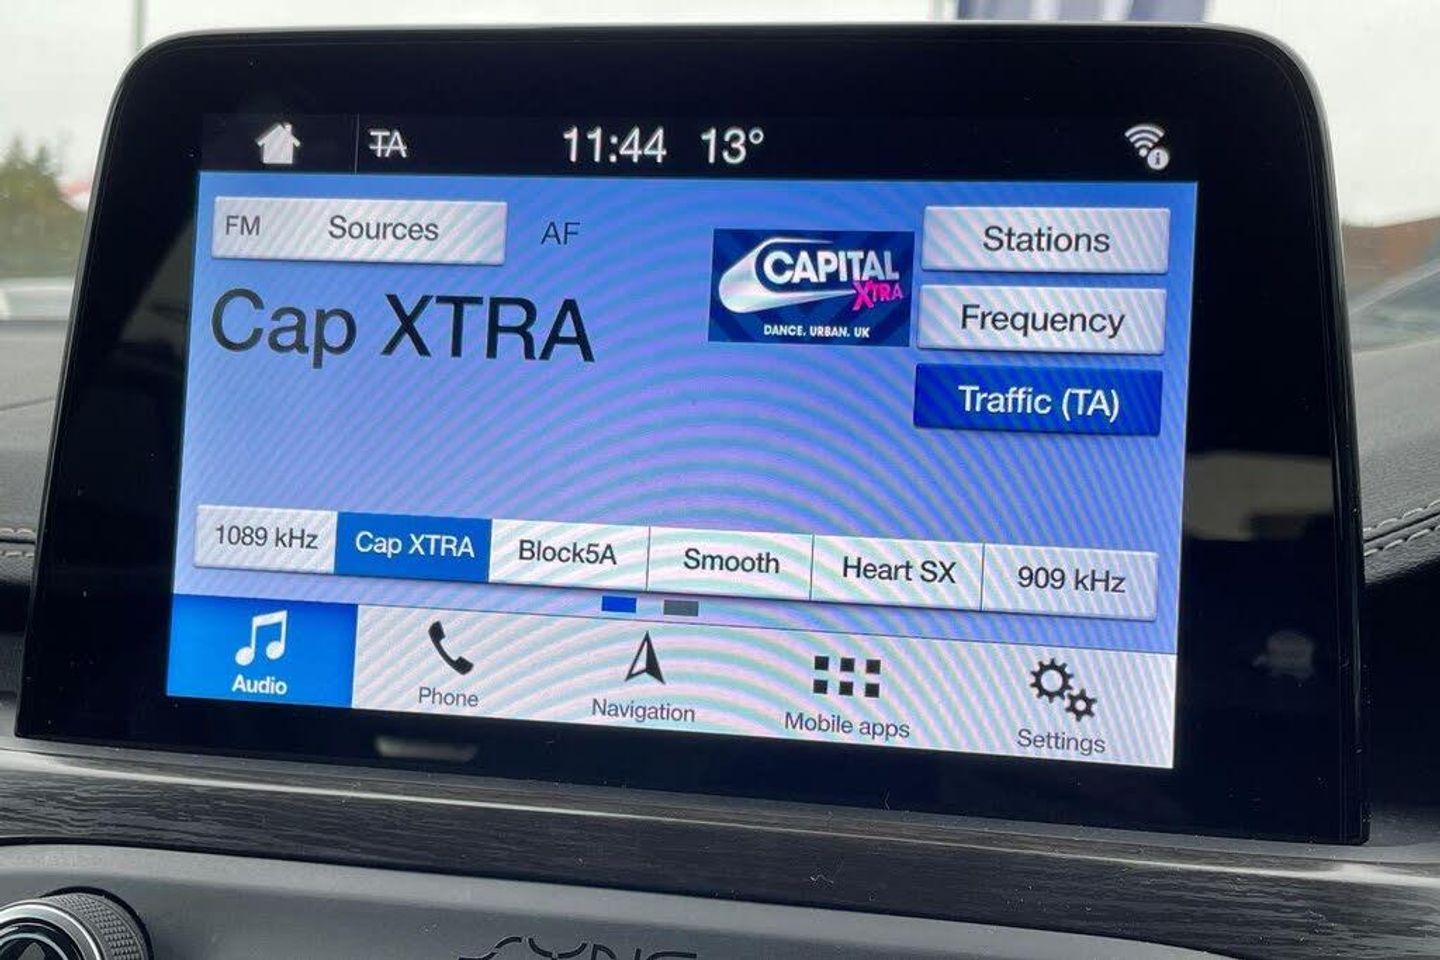 TA 11:44 13°
FM Sources AF
CAPITAL
XTRA
DANCE. URBAN. UK
Stations
Cap XTRA
Frequency
Traffic (TA)
1089 kHz Cap XTRA Block5A Smooth Heart SX 909 kHz
Audio Phone Navigation Mobile apps Settings
SYNC